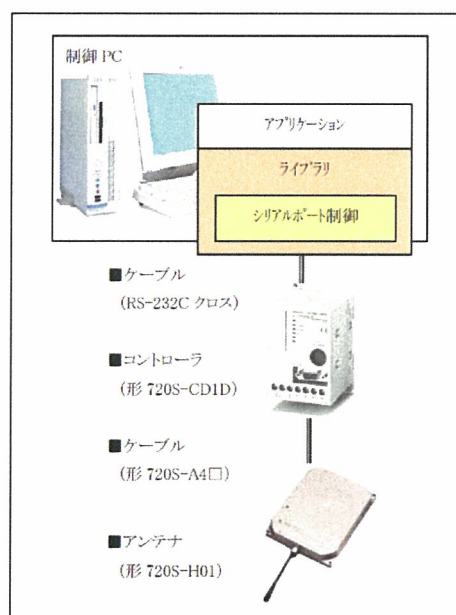 制御 PC
アプリケーション
ライブラリ
シリアルポート制御
■ケーブル
(RS-232C クロス)
■コントローラ
(形 720S-CD1D)
■ケーブル
(形 720S-A4□)
■アンテナ
(形 720S-H01)